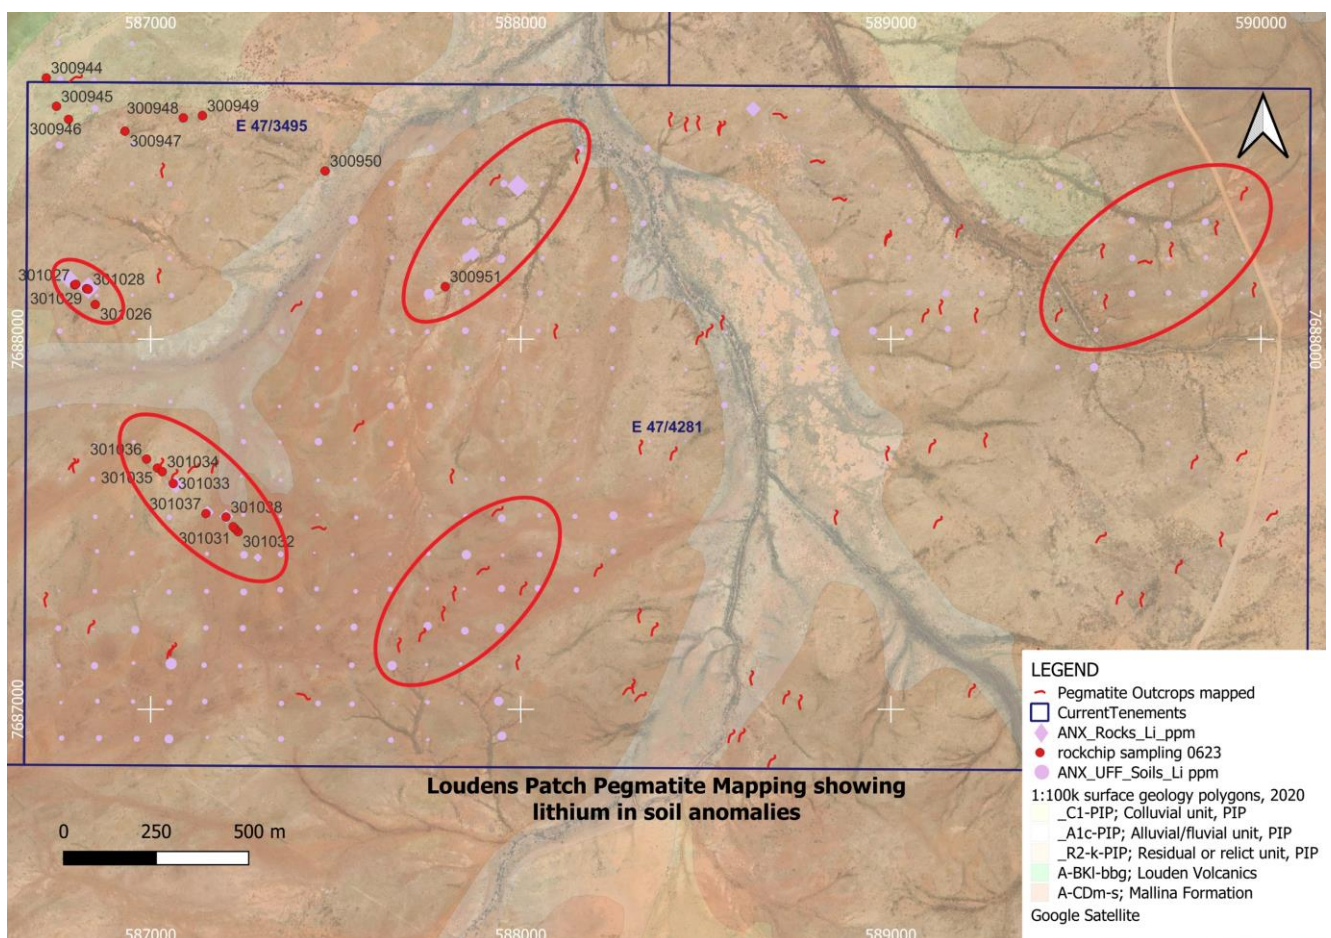 587000
588000
589000
590000
300944
300945
300946
300947
300948
300949
E 47/3495
300950
301027
301028
301029
301026
300951
7688000
7688000
E 47/4281
301036
301034
301035
301033
301037
301038
301031
301032
7687000
Loudens Patch Pegmatite Mapping showing
lithium in soil anomalies
0 250 500 m
LEGEND
Pegmatite Outcrops mapped
CurrentTenements
ANX_Rocks_Li_ppm
rockchip sampling 0623
ANX_UFF_Soils_Li ppm
1:100k surface geology polygons, 2020
_C1-PIP; Colluvial unit, PIP
_A1c-PIP; Alluvial/fluvial unit, PIP
_R2-k-PIP; Residual or relict unit, PIP
A-BKl-bbg; Louden Volcanics
A-CDm-s; Mallina Formation
Google Satellite
587000
588000
589000